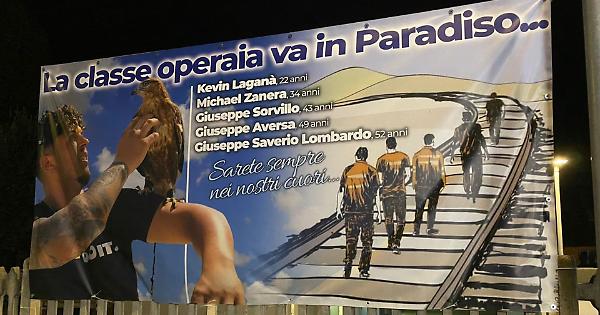 La classe operaia va in Paradiso...
Kevin Laganà, 22 anni
Michael Zanera, 34 anni
Giuseppe Sorvillo, 43 anni
Giuseppe Aversa, 49 anni
Giuseppe Saverio Lombardo, 52 anni
Sarete sempre
nei nostri cuori...
IT.